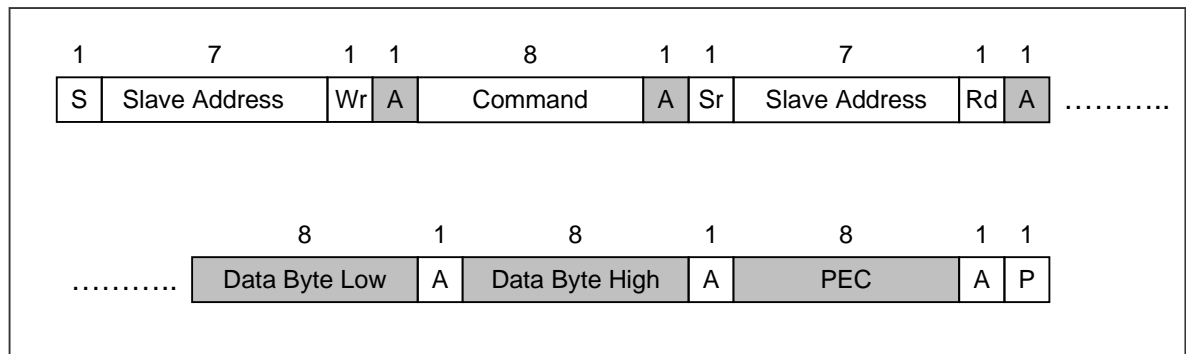 1 7 1 1 8 1 1 7 1 1
S Slave Address Wr A Command A Sr Slave Address Rd A ………..
8 1 8 1 8 1 1
……….. Data Byte Low A Data Byte High A PEC A P